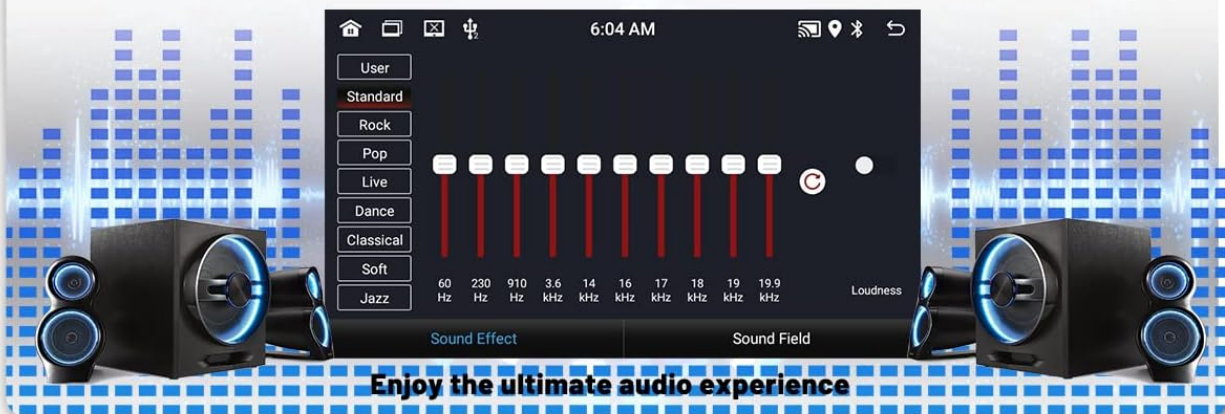 6:04 AM
User
Standard
Rock
Pop
Live
Dance
Classical
Soft
Jazz
60 230 910 3.6 14 16 17 18 19 19.9
Hz Hz Hz kHz kHz kHz kHz kHz kHz kHz
Loudness
Sound Effect Sound Field
Enjoy the ultimate audio experience